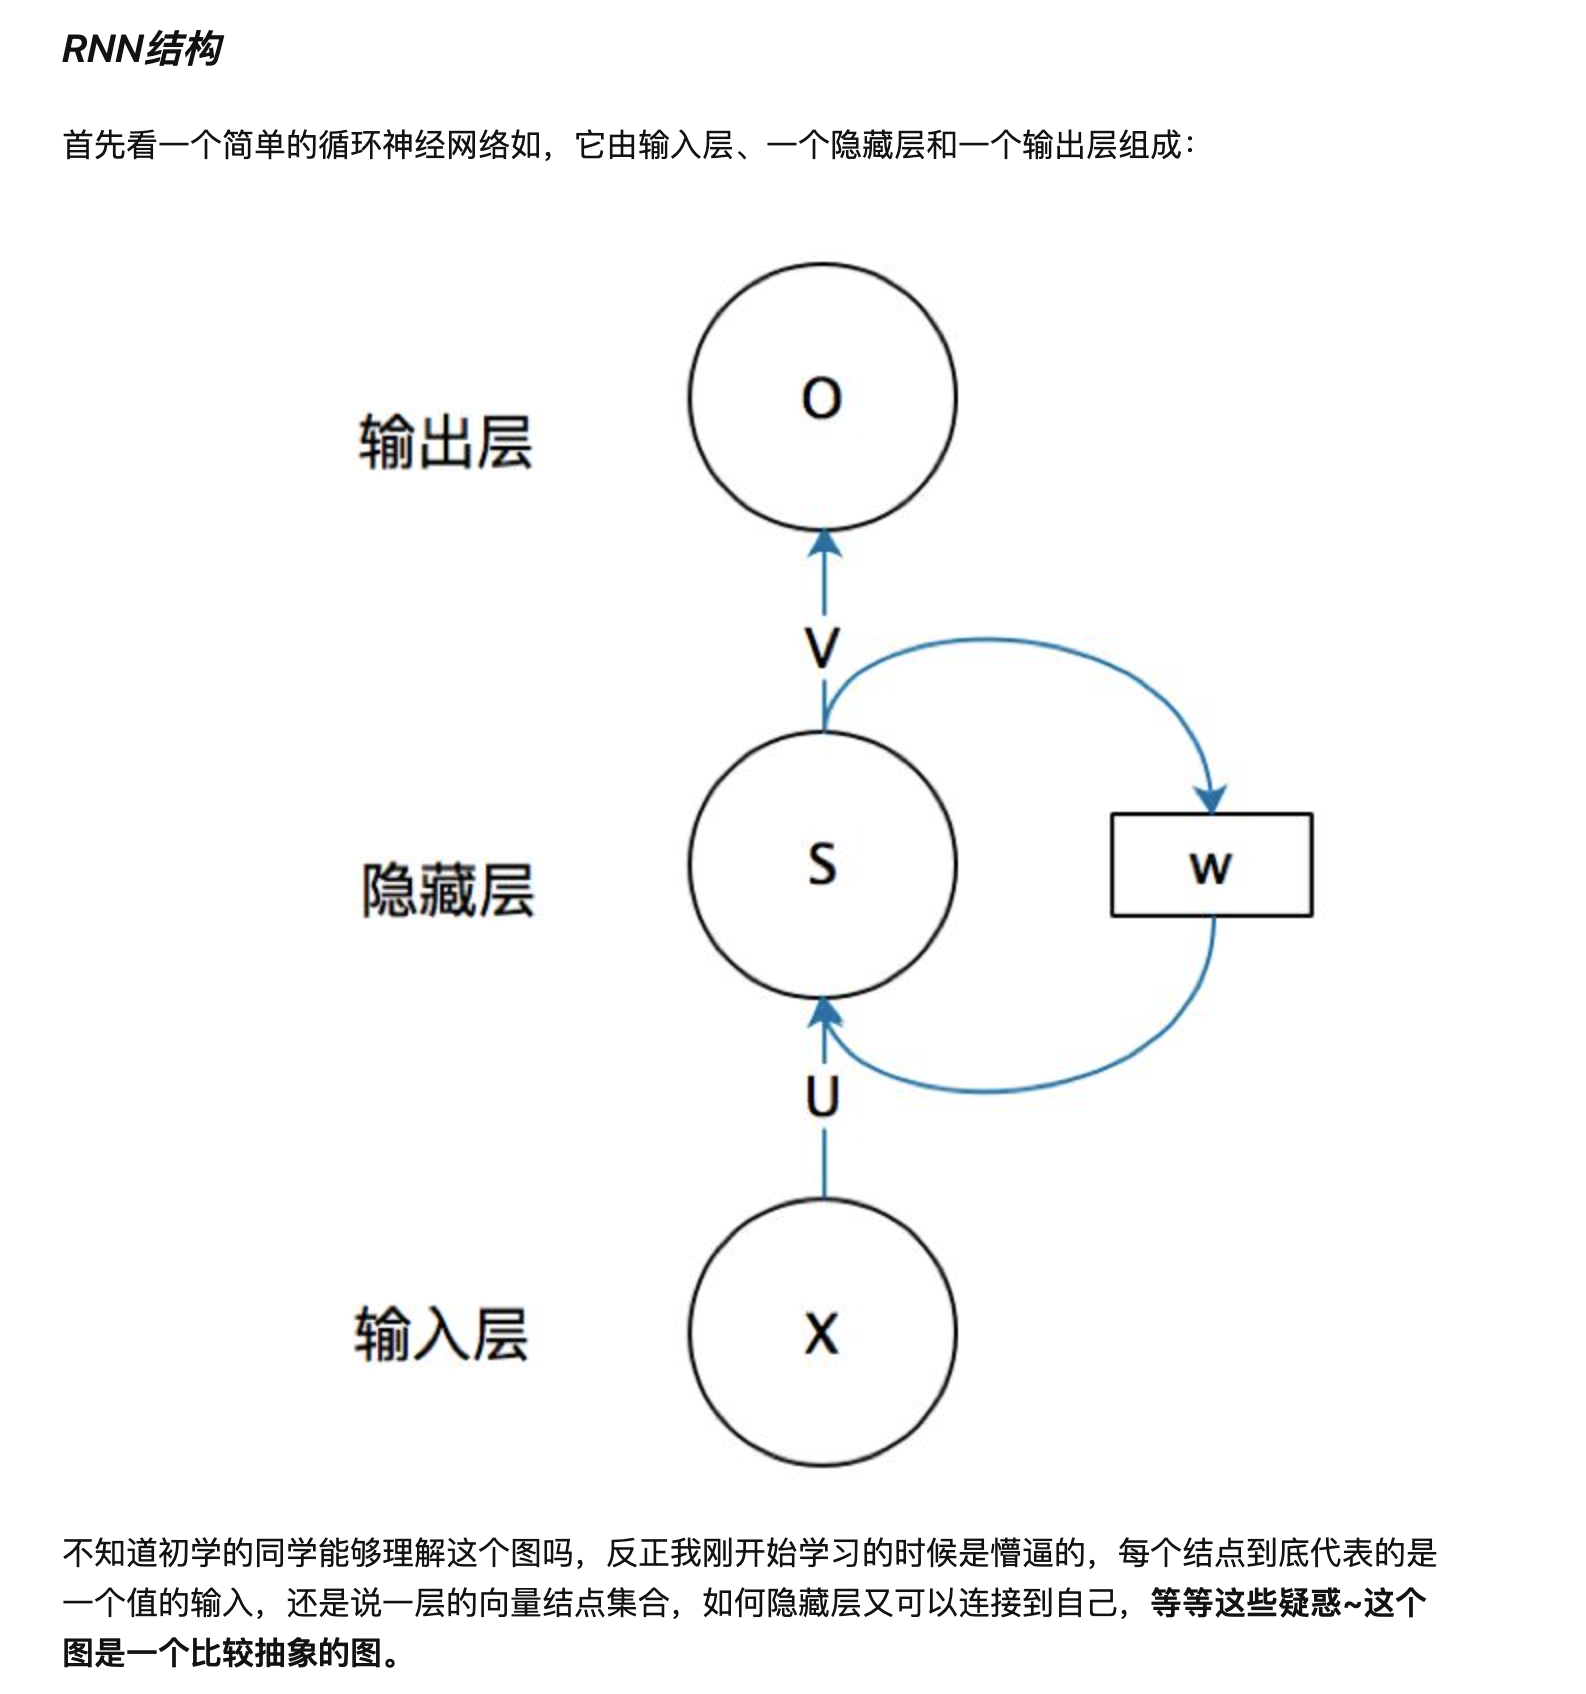 RNN结构
首先看一个简单的循环神经网络如，它由输入层、一个隐藏层和一个输出层组成：
O
输出层
V
S
w
隐藏层
U
X
输入层
不知道初学的同学能够理解这个图吗，反正我刚开始学习的时候是懵逼的，每个结点到底代表的是
一个值的输入，还是说一层的向量结点集合，如何隐藏层又可以连接到自己，等等这些疑惑~这个
图是一个比较抽象的图。